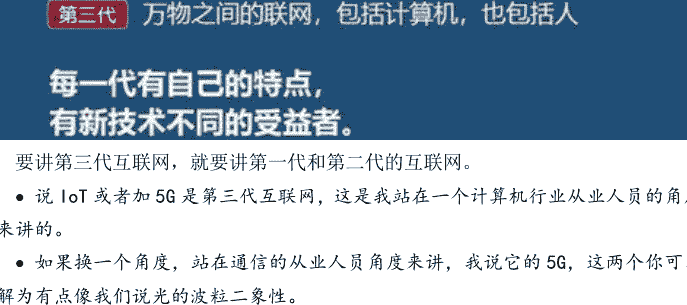 第三代 万物之间的联网，包括计算机，也包括人
每一代有自己的特点，
有新技术不同的受益者。
要讲第三代互联网，就要讲第一代和第二代的互联网。
● 说 IoT 或者加 5G 是第三代互联网，这是我站在一个计算机行业从业人员的角
来讲的。
● 如果换一个角度，站在通信的从业人员角度来讲，我说它的 5G，这两个你可
解为有点像我们说光的波粒二象性。